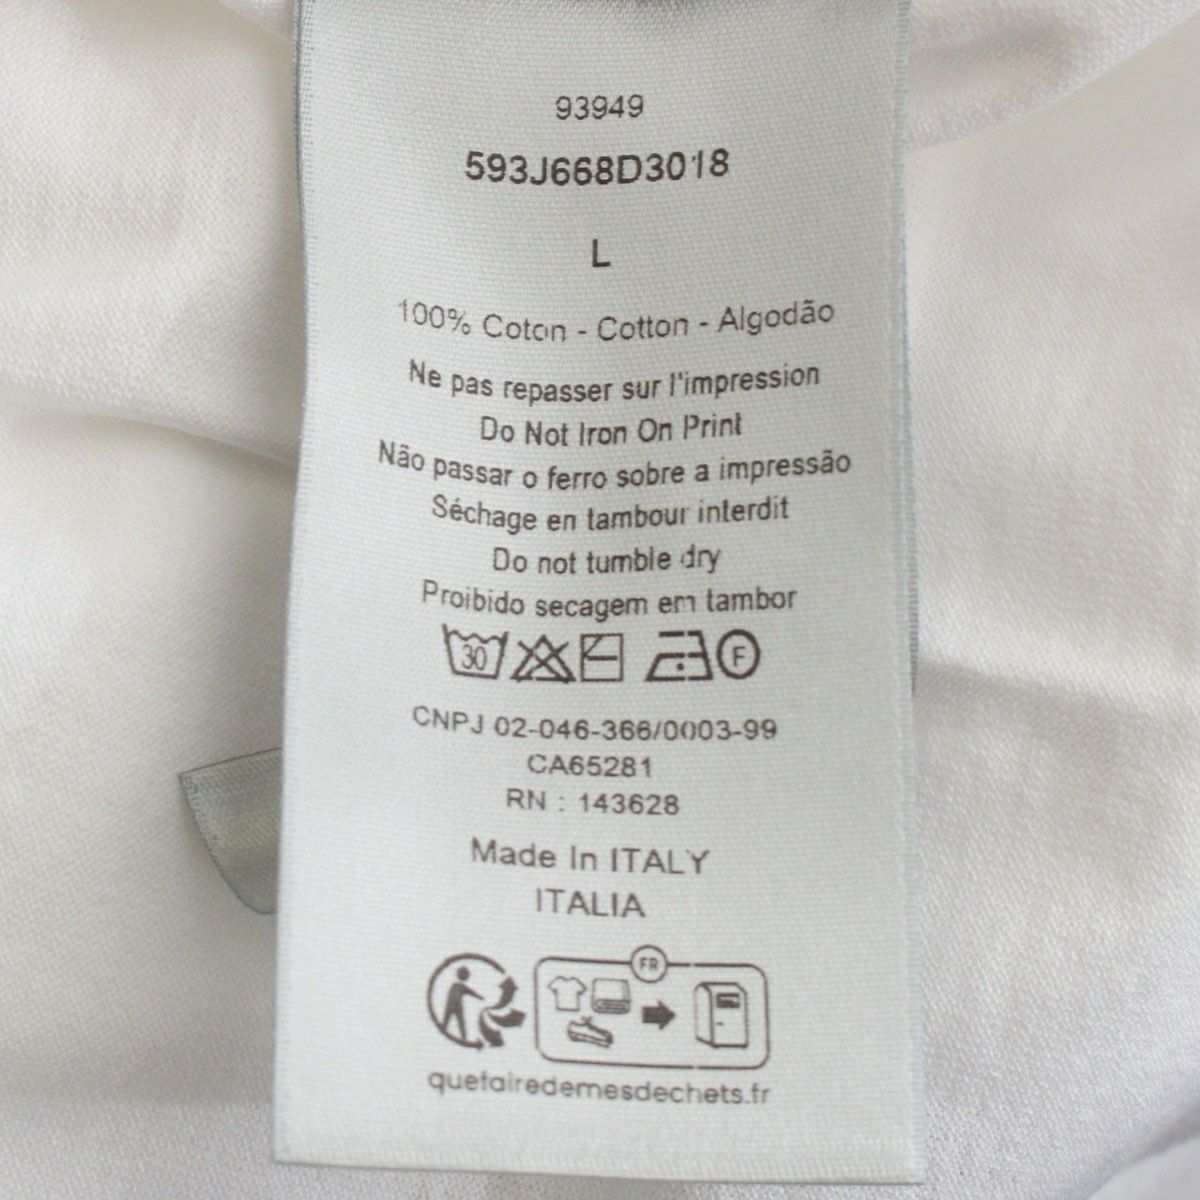 93949
593J668D3018
L
100% Coton - Cotton - Algodão
Ne pas repasser sur l'impression
Do Not Iron On Print
Não passar o ferro sobre a impressão
Séchage en tambour interdit
Do not tumble dry
Proibido secagem em tambor
30 F
CNPJ 02-046-366/0003-99
CA65281
RN : 143628
Made In ITALY
ITALIA
FR
quefairedemesdechets.fr